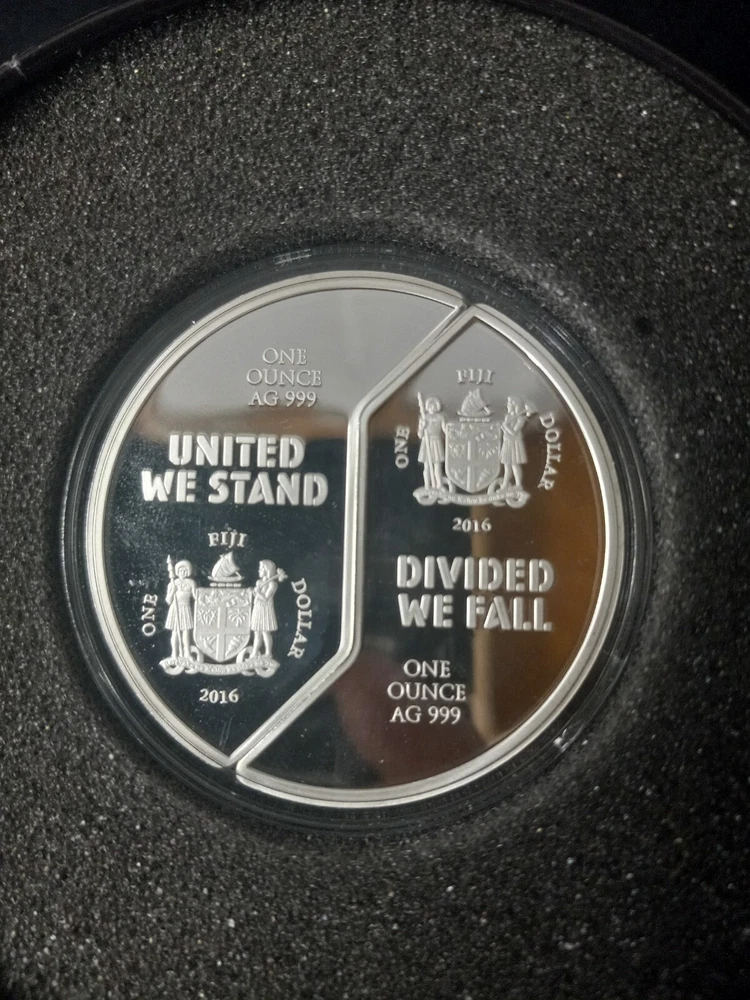 ONE
OUNCE
AG 999
UNITED
WE STAND
FIJI
ONE
DOLLAR
2016
FIJI
ONE
DOLLAR
2016
DIVIDED
WE FALL
ONE
OUNCE
AG 999